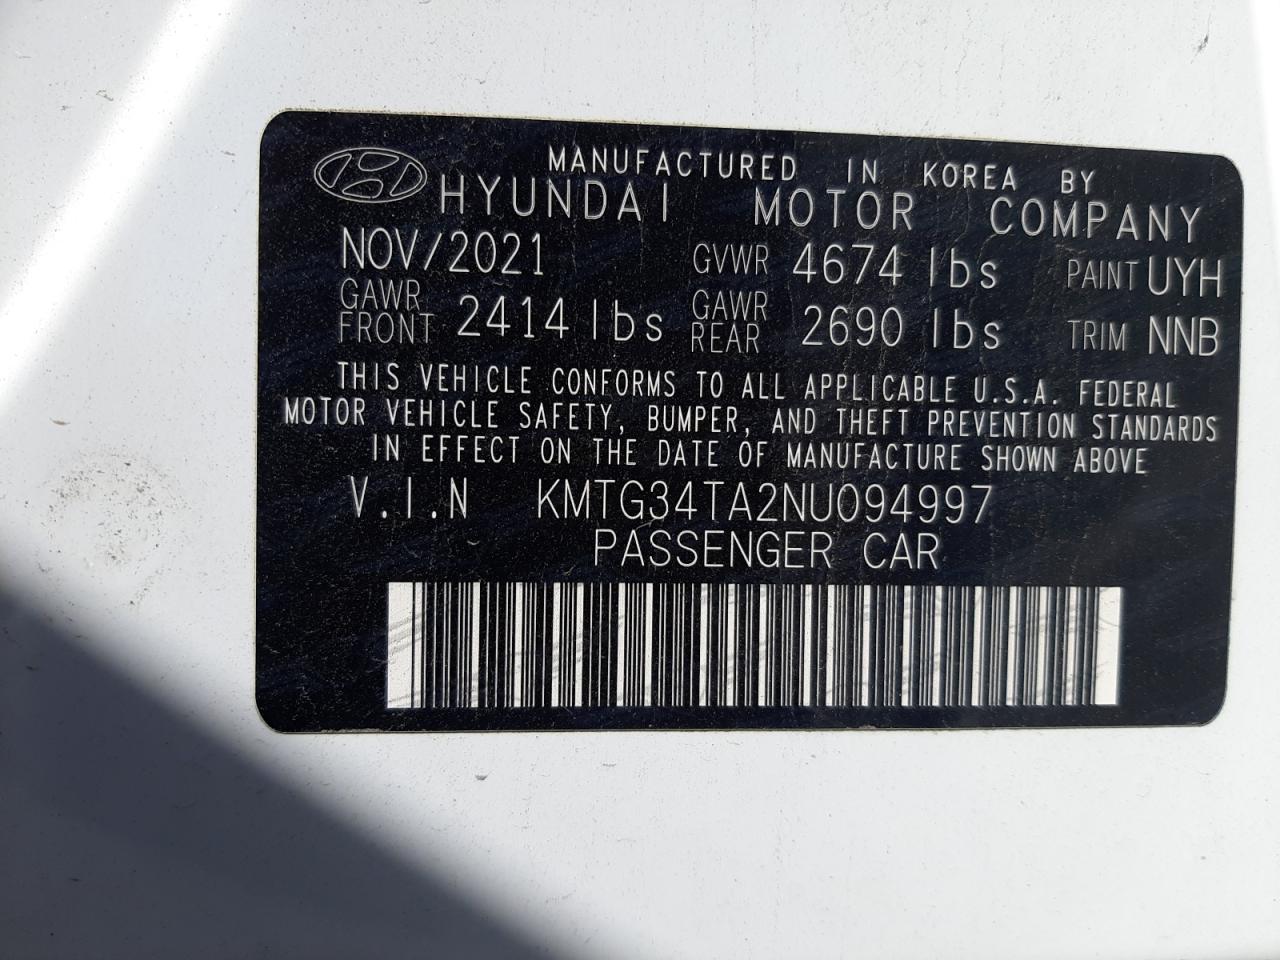 MANUFACTURED IN KOREA BY
HYUNDAI MOTOR COMPANY
NOV/2021 GVWR 4674 lbs PAINT UYH
GAWR FRONT 2414 lbs GAWR REAR 2690 lbs TRIM NNB
THIS VEHICLE CONFORMS TO ALL APPLICABLE U.S.A. FEDERAL
MOTOR VEHICLE SAFETY, BUMPER, AND THEFT PREVENTION STANDARDS
IN EFFECT ON THE DATE OF MANUFACTURE SHOWN ABOVE
V.I.N KMTG34TA2NU094997
PASSENGER CAR